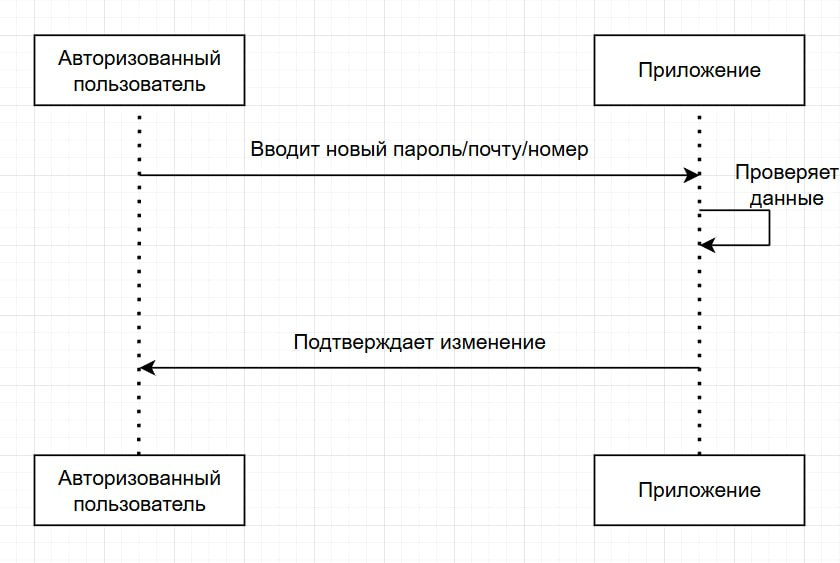 Авторизованный
пользователь
Приложение
Вводит новый пароль/почту/номер
Проверяет
данные
Подтверждает изменение
Авторизованный
пользователь
Приложение